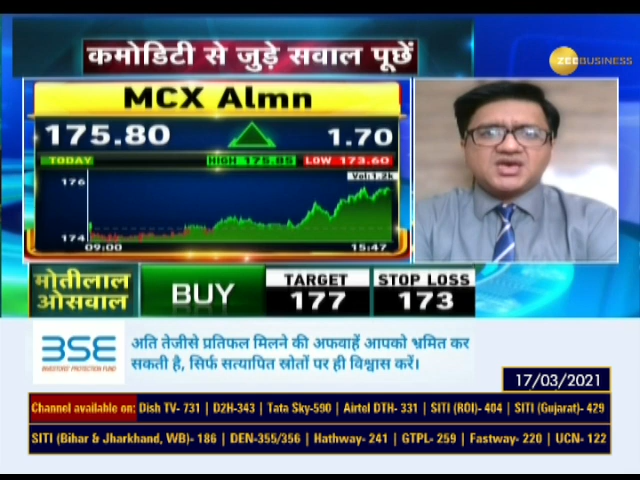 कमोडिटी से जुड़े सवाल पूछें
ZEE BUSINESS
MCX Almn
175.80 1.70
TODAY HIGH 175.85 LOW 173.60
Vol:1.2k
176
174
09:00 15:47
मोतीलाल
ओसवाल
BUY
TARGET
177
STOP LOSS
173
BSE
INVESTORS' PROTECTION FUND
अति तेजीसे प्रतिफल मिलने की अफवाहें आपको भ्रमित कर
सकती है, सिर्फ सत्यापित स्रोतों पर ही विश्वास करें।
17/03/2021
Channel available on: Dish TV- 731 | D2H-343 | Tata Sky-590 | Airtel DTH- 331 | SITI (ROI)- 404 | SITI (Gujarat)- 429
SITI (Bihar & Jharkhand, WB)- 186 | DEN-355/356 | Hathway- 241 | GTPL- 259 | Fastway- 220 | UCN- 122